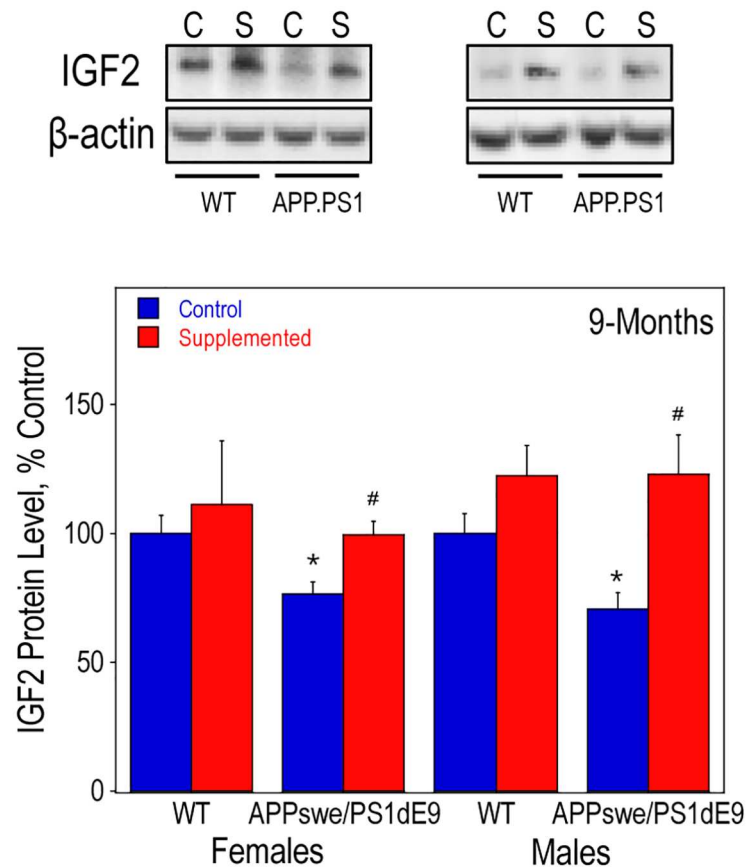 C S C S
C S C S
IGF2
β-actin
WT APP.PS1
WT APP.PS1
Control
Supplemented
9-Months
IGF2 Protein Level, % Control
150
100
50
0
*
#
*
#
WT APPswe/PS1dE9 WT APPswe/PS1dE9
Females Males